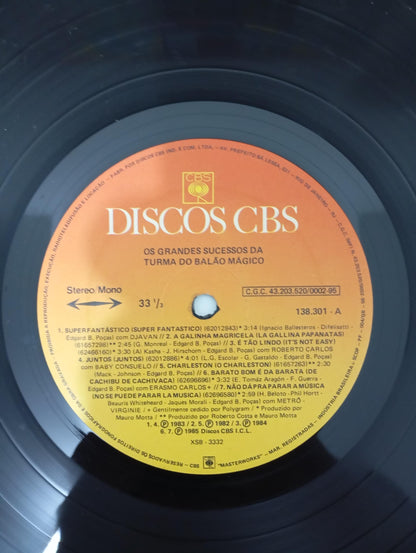 CBS
DISCOS CBS
OS GRANDES SUCESSOS DA
TURMA DO BALÃO MÁGICO
Stereo/Mono
33 1/3
C.G.C. 43.203.520/0002-95
138.301 - A
1. SUPERFANTÁSTICO (SUPER FANTASTICO) (62012843) * 3:14 (Ignacio Ballesteros - Difelisatti -
Edgard B. Poças) com DJAVAN // 2. A GALINHA MAGRICELA (LA GALLINA PAPANATAS)
(61657298) ** 2:45 (G. Monreal - Edgard B. Poças) // 3. É TÃO LINDO (IT'S NOT EASY)
(62466160) * 3:30 (Al Kasha - J. Hirschorn - Edgard B. Poças) com ROBERTO CARLOS
4. JUNTOS (JUNTOS) (62012886) * 4:01 (L.G. Escolar - G. Gastaldo - Edgard B. Poças)
com BABY CONSUELO // 5. CHARLESTON (O CHARLESTON) (61657263) ** 2:30
(Mack - Johnson - Edgard B. Poças) // 6. BARATO BOM É DA BARATA (DE
CACHIBU DE CACHIVACA) (62696696) * 3:32 (E. Tomáz Aragón - F. Guerra -
Edgard B. Poças) com ERASMO CARLOS + // 7. NÃO DÁ PRA PARAR A MÚSICA
(NO SE PUEDE PARAR LA MUSICA) (62696580) * 2:59 (H. Belolo - Phil Hortt -
Beauris Whitehead - Jaques Morali - Edgard B. Poças) com METRÔ -
VIRGINIE / + Gentilmente cedido por Polygram / * Produzido por
Mauro Motta / ** Produzido por Roberto Costa e Mauro Motta
1. 4. Ⓟ 1983 / 2. 5. Ⓟ 1982 / 3. Ⓟ 1984
6. 7. Ⓟ 1985 Discos CBS I.C.L.
XSB - 3332